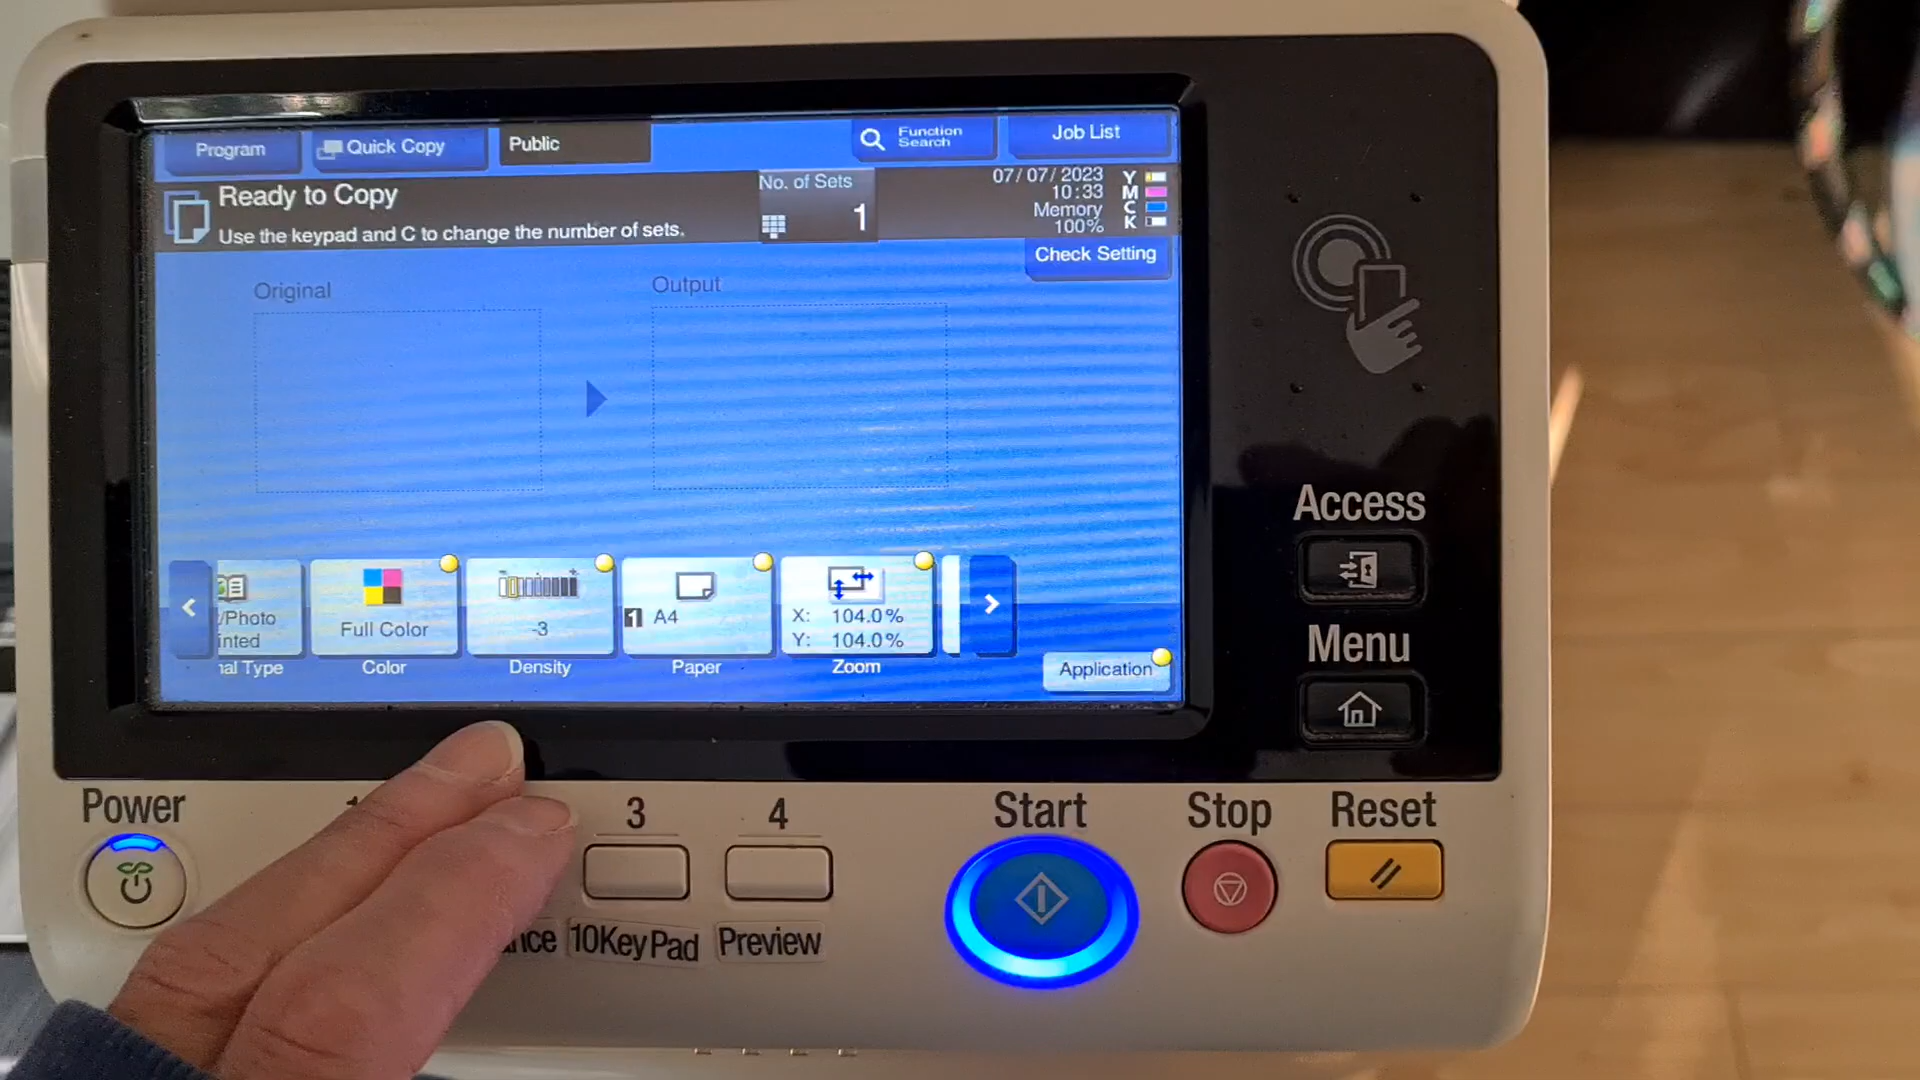 Program
Quick Copy
Public
Function
Search
Job List
Ready to Copy
Use the keypad and C to change the number of sets.
No. of Sets
1
07/07/2023
10:33
Memory
100%
Y
M
C
K
Check Setting
Original
Output
/Photo
inted
al Type
Full Color
Color
-3
Density
1 A4
Paper
X: 104.0%
Y: 104.0%
Zoom
Application
Access
Menu
Power
3
4
Start
Stop
Reset
10Key Pad
Preview